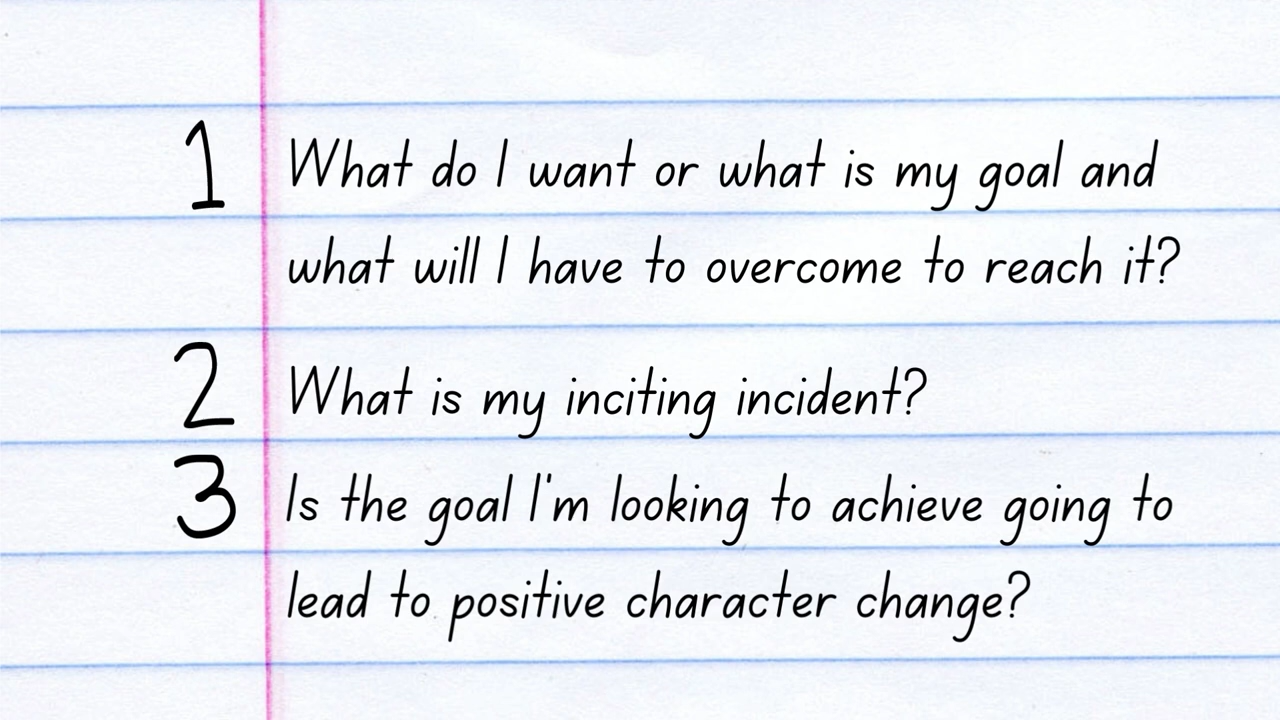 1 What do I want or what is my goal and
what will I have to overcome to reach it?
2 What is my inciting incident?
3 Is the goal I'm looking to achieve going to
lead to positive character change?